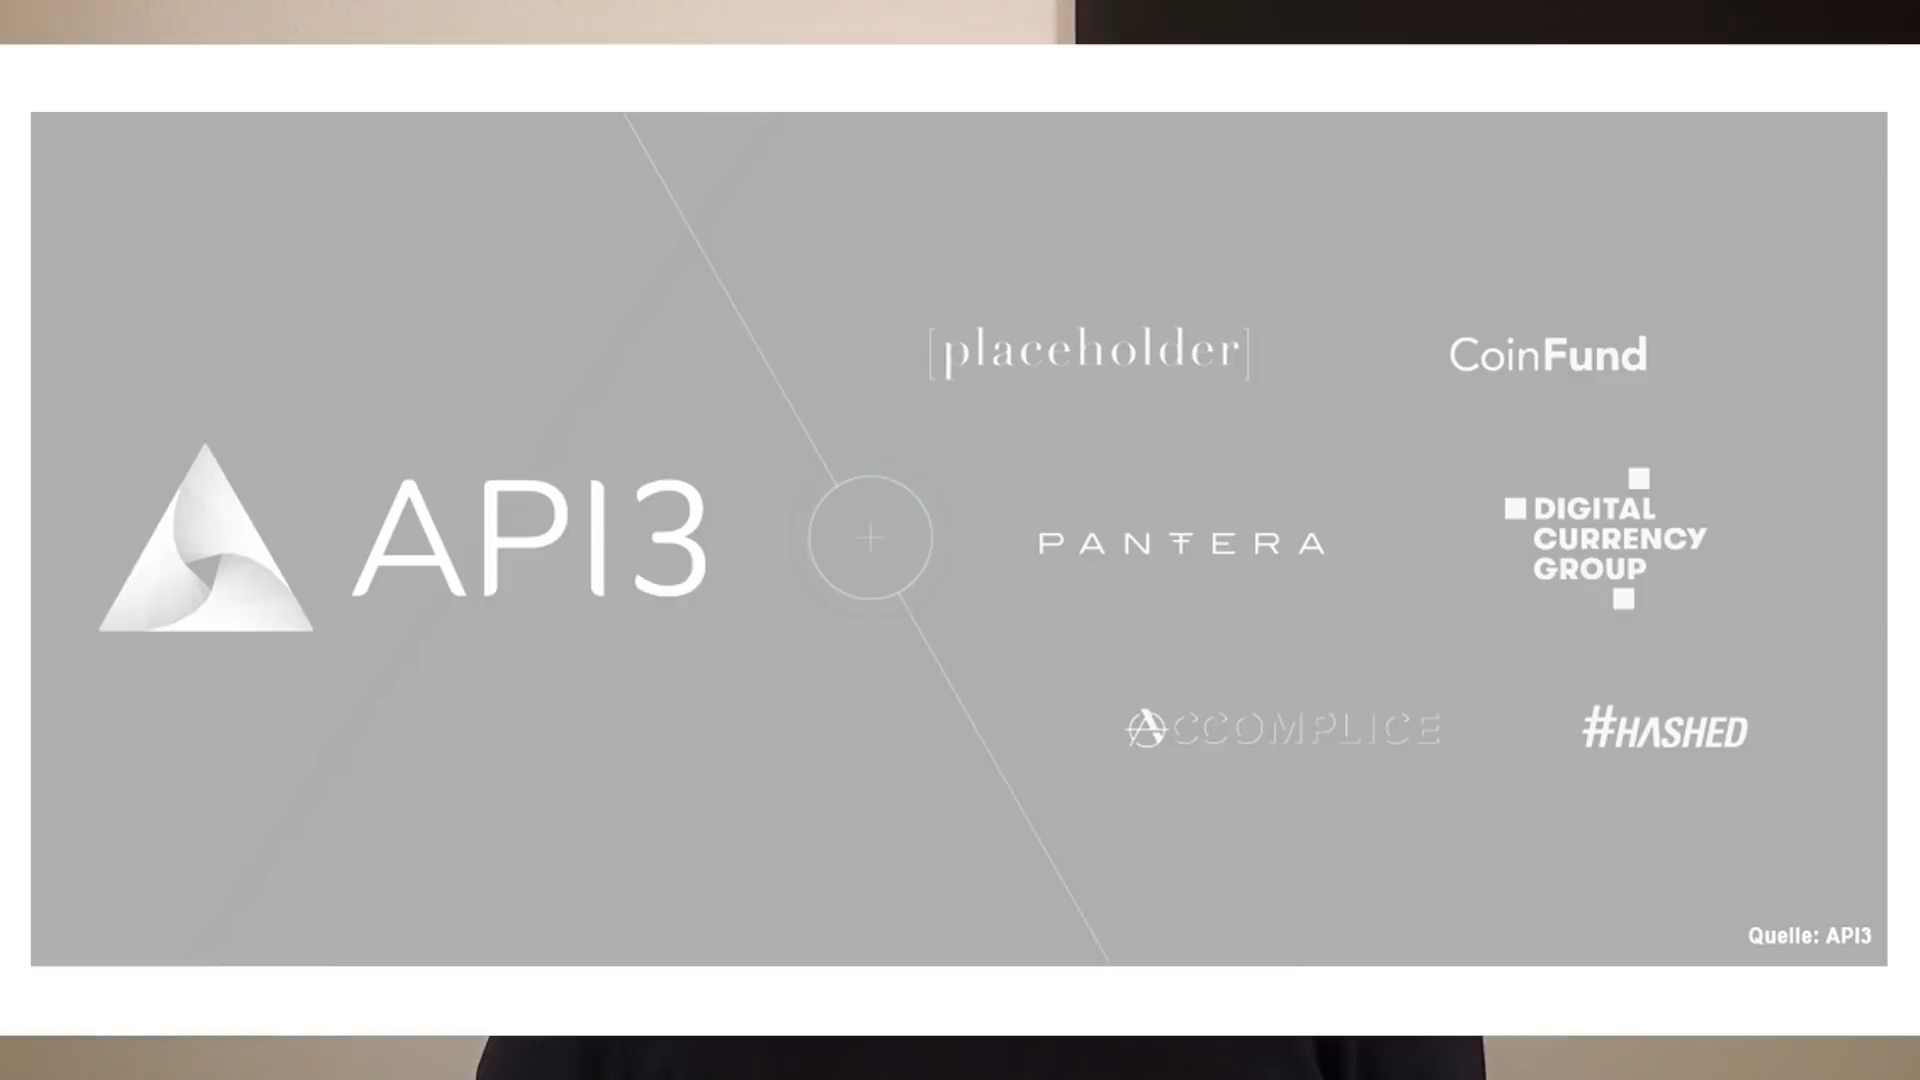 API3
[placeholder]
CoinFund
PANTERA
DIGITAL
CURRENCY
GROUP
ACCOMPLICE
#HASHED
Quelle: API3